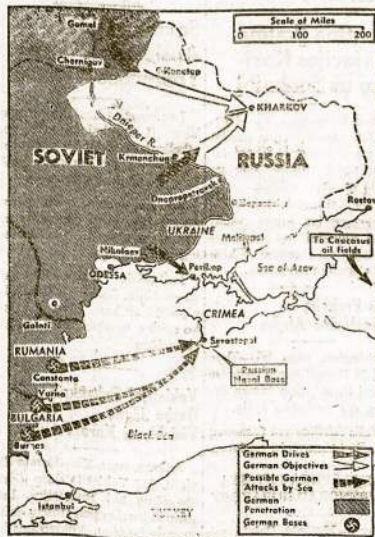 Scale of Miles
0 100 200
Gomel
Chernigov
Konotop
KHARKOV
Dnieper R.
SOVIET RUSSIA
Kremenchug
Dnepropetrovsk
Rostov
UKRAINE
Nikolaev
Melitopol
To Caucasus
oil fields
ODESSA
Perikop
Sea of Azov
CRIMEA
Galati
Sevastopol
RUMANIA
Russian
Naval Base
Constanta
Varna
BULGARIA
Black Sea
Burgas
German Drives
German Objectives
Possible German
Attacks by Sea
German
Penetration
German Bases
Istanbul
TURKEY